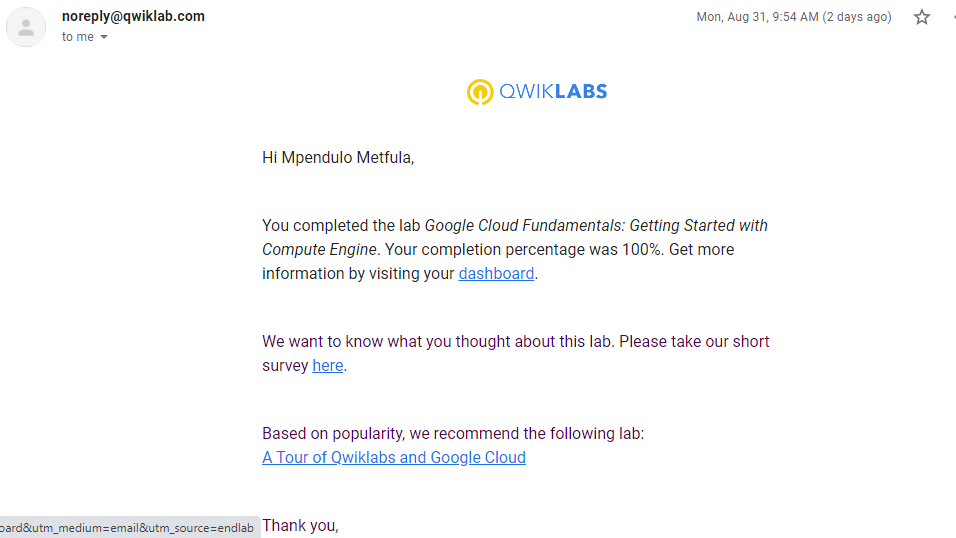 noreply@qwiklab.com
Mon, Aug 31, 9:54 AM (2 days ago)
to me
QWIKLABS
Hi Mpendulo Metfula,
You completed the lab Google Cloud Fundamentals: Getting Started with
Compute Engine. Your completion percentage was 100%. Get more
information by visiting your dashboard.
We want to know what you thought about this lab. Please take our short
survey here.
Based on popularity, we recommend the following lab:
A Tour of Qwiklabs and Google Cloud
Thank you,
oard&utm_medium=email&utm_source=endlab